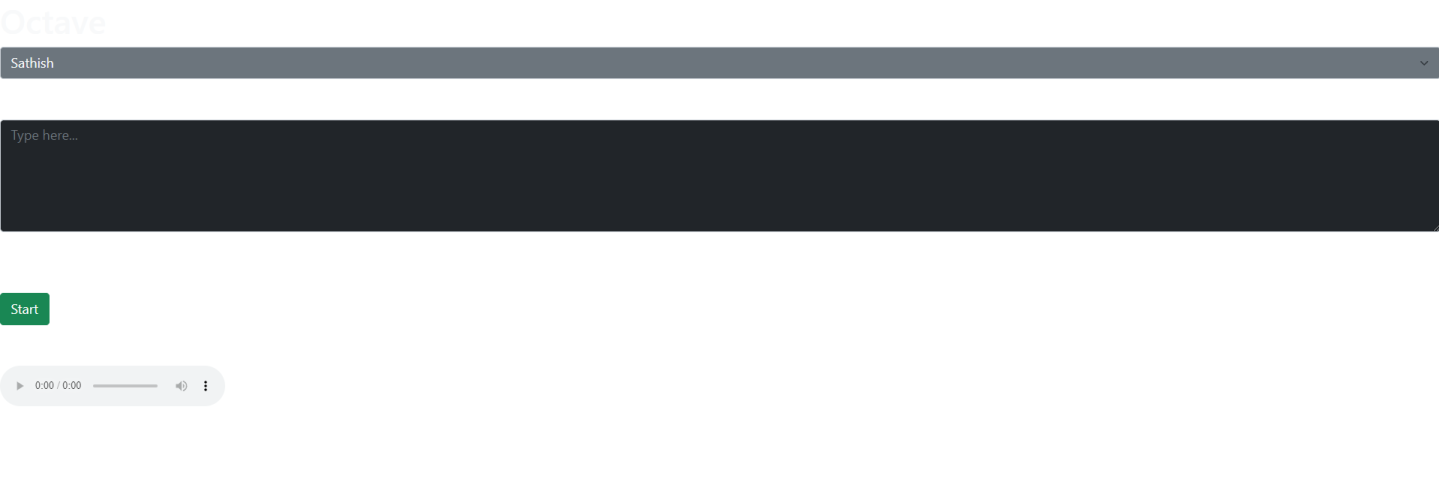 Octave
Sathish
Type here...
Start
0:00 / 0:00